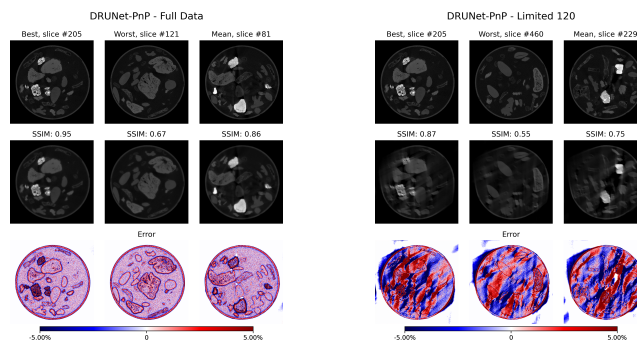 DRUNet-PnP - Full Data
Best, slice #205
Worst, slice #121
Mean, slice #81
SSIM: 0.95
SSIM: 0.67
SSIM: 0.86
Error
-5.00%
0
5.00%
DRUNet-PnP - Limited 120
Best, slice #205
Worst, slice #460
Mean, slice #229
SSIM: 0.87
SSIM: 0.55
SSIM: 0.75
Error
-5.00%
0
5.00%